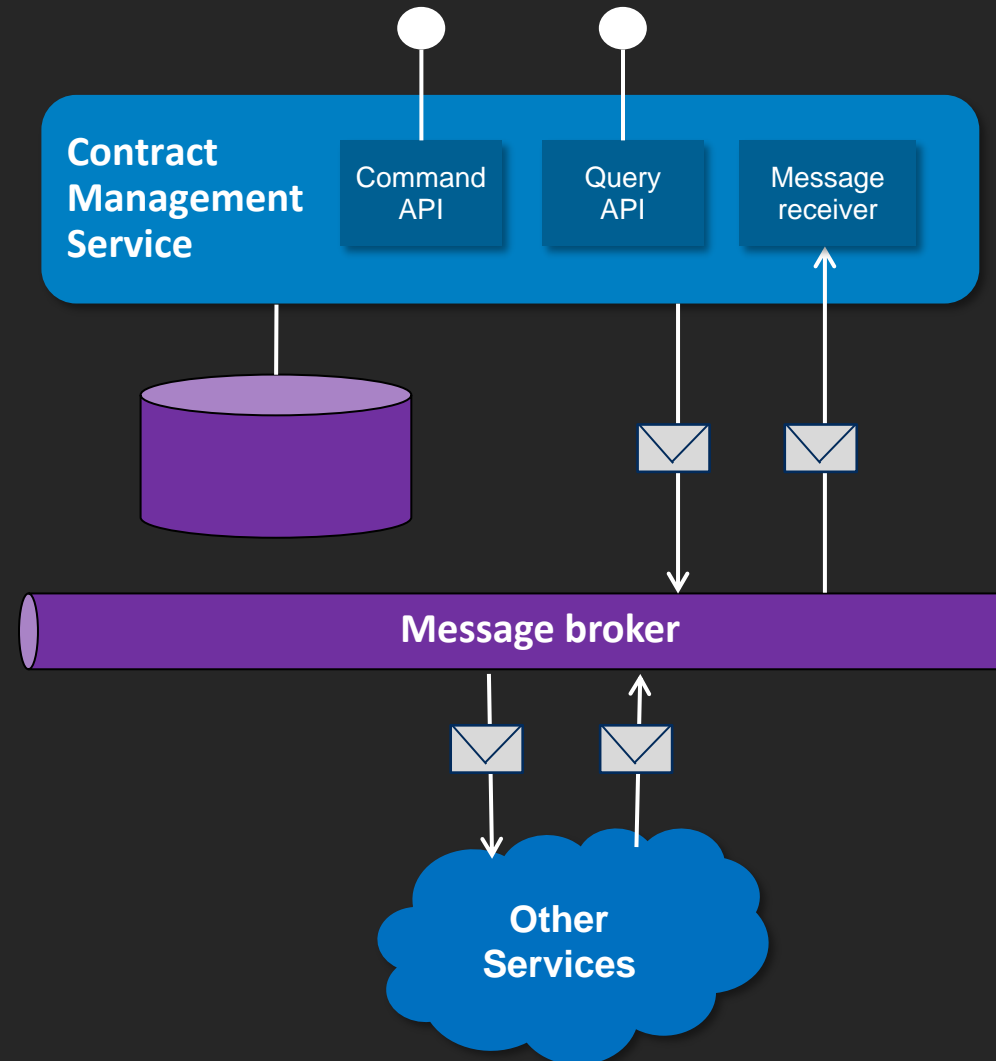 Contract
Management
Service
Command
API
Query
API
Message
receiver
Message broker
Other
Services